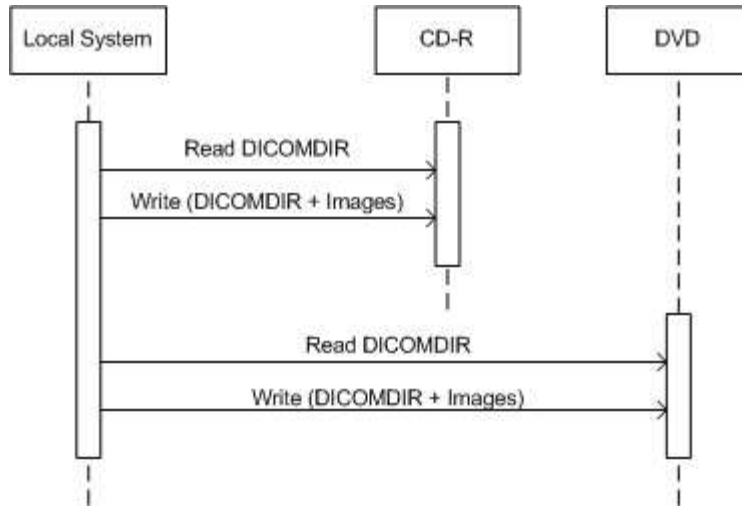 Local System
CD-R
DVD
Read DICOMDIR
Write (DICOMDIR + Images)
Read DICOMDIR
Write (DICOMDIR + Images)